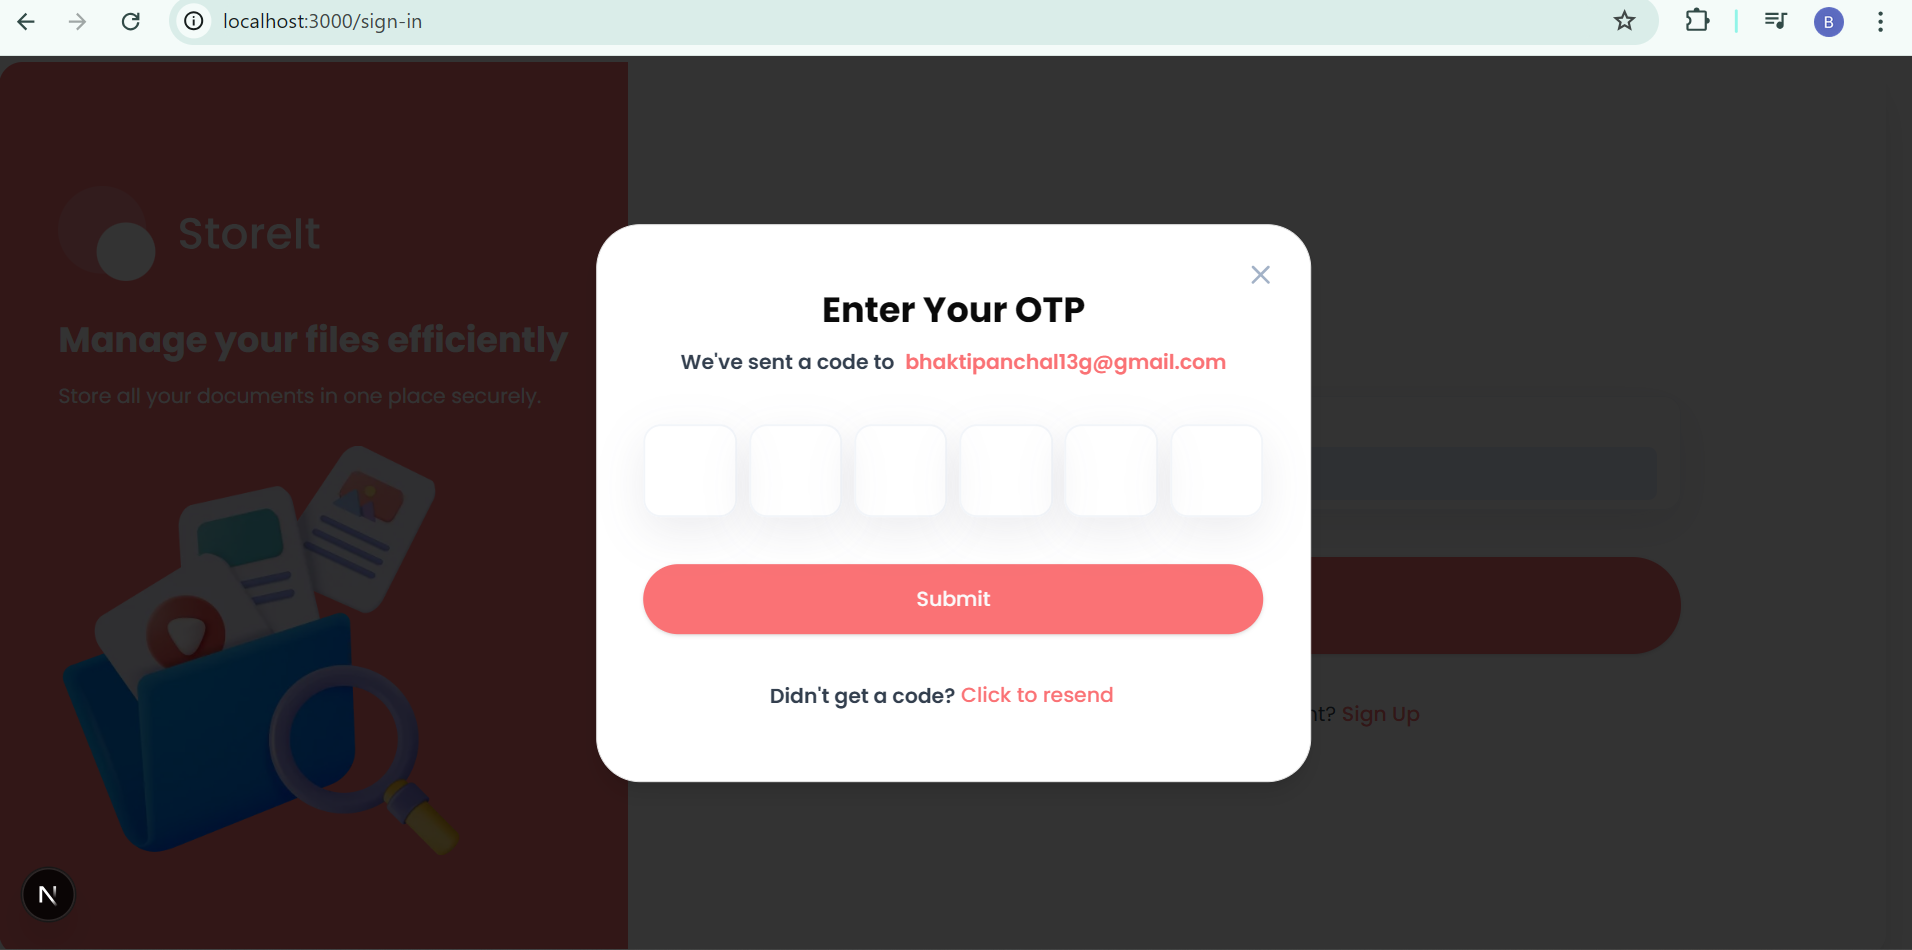 localhost:3000/sign-in
B
StoreIt
Manage your files efficiently
Store all your documents in one place securely.
Enter Your OTP
We've sent a code to bhaktipanchal13g@gmail.com
Submit
Didn't get a code? Click to resend
Sign Up
N